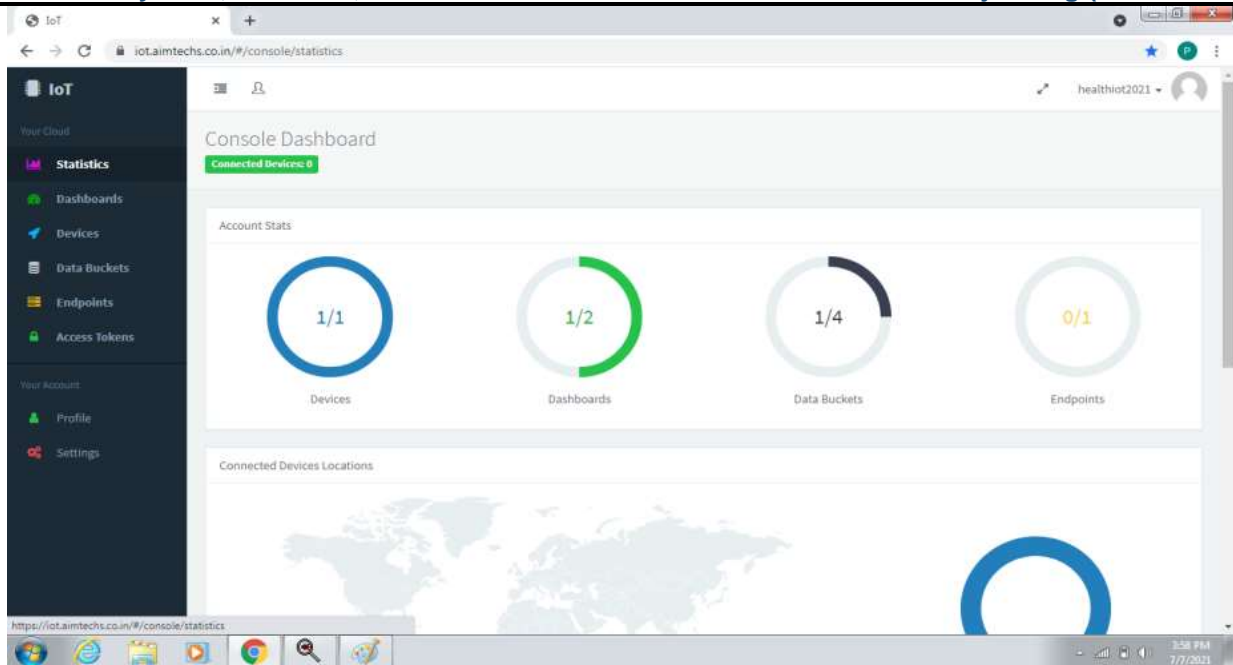 IoT
iot.aimtechs.co.in/#/console/statistics
P
IoT
healthiot2021
Your Cloud
Console Dashboard
Connected Devices: 0
Statistics
Dashboards
Devices
Data Buckets
Endpoints
Access Tokens
Account Stats
1/1
1/2
1/4
0/1
Devices
Dashboards
Data Buckets
Endpoints
Your Account
Profile
Settings
Connected Devices Locations
https://iot.aimtechs.co.in/#/console/statistics
3:58 PM
7/7/2021